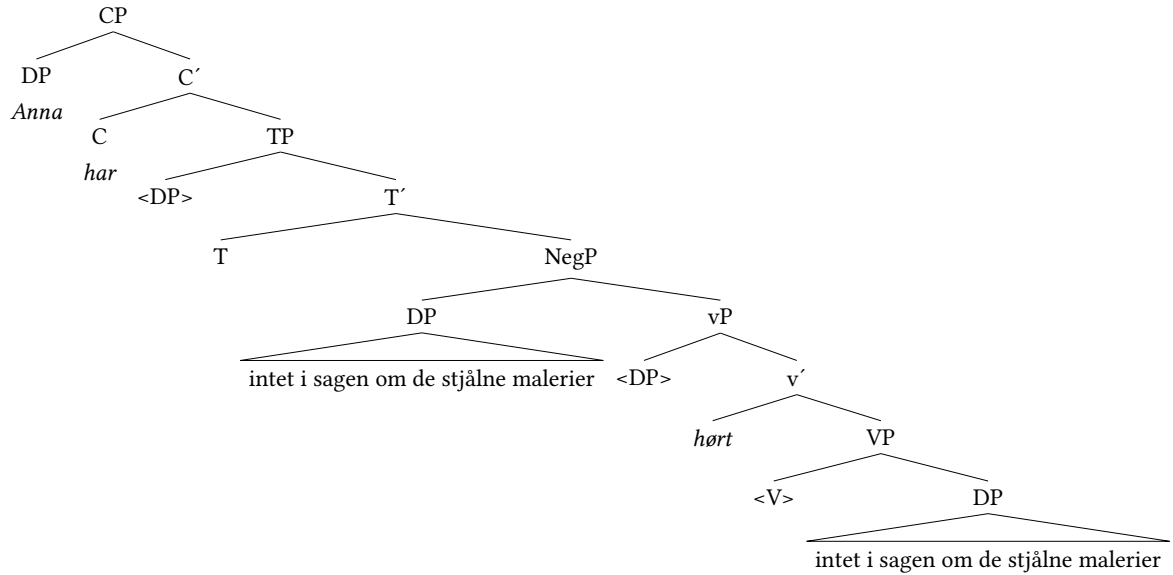 CP
DP C´
Anna
C TP
har
<DP> T´
T NegP
DP vP
intet i sagen om de stjålne malerier <DP> v´
hørt VP
<V> DP
intet i sagen om de stjålne malerier